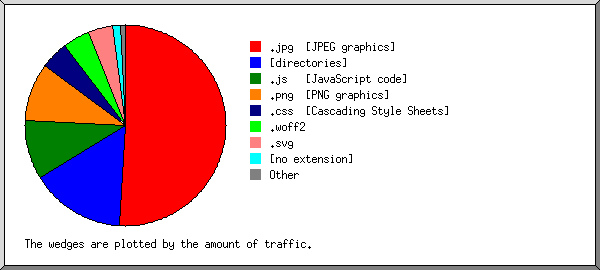 .jpg [JPEG graphics]
[directories]
.js [JavaScript code]
.png [PNG graphics]
.css [Cascading Style Sheets]
.woff2
.svg
[no extension]
Other
The wedges are plotted by the amount of traffic.